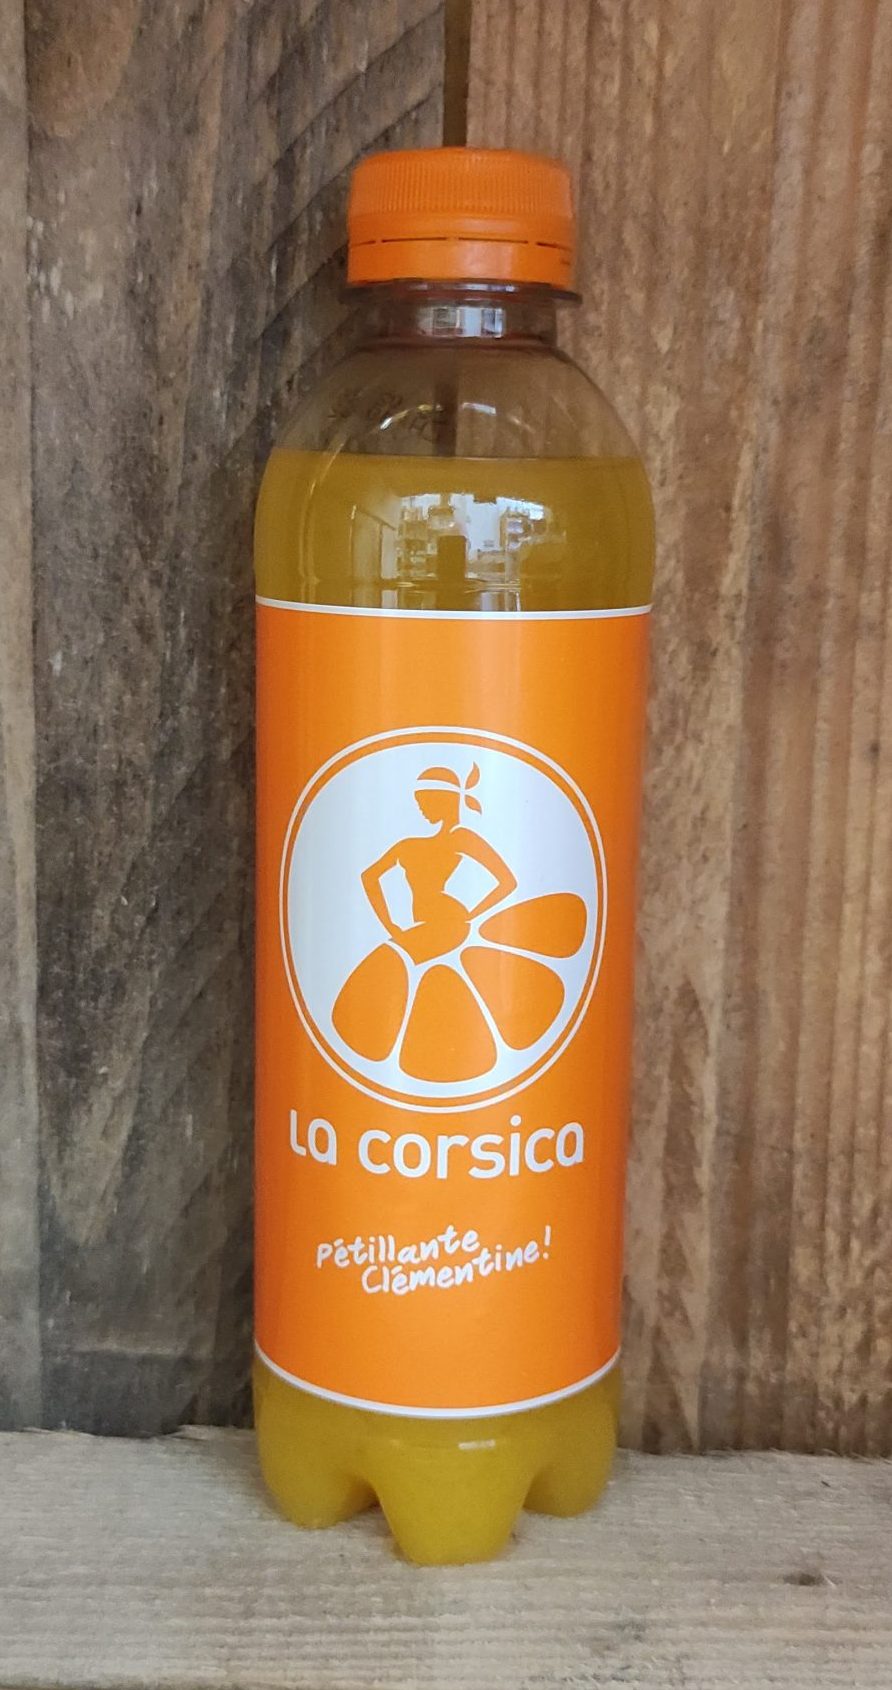 La corsica
Pétillante
Clémentine!